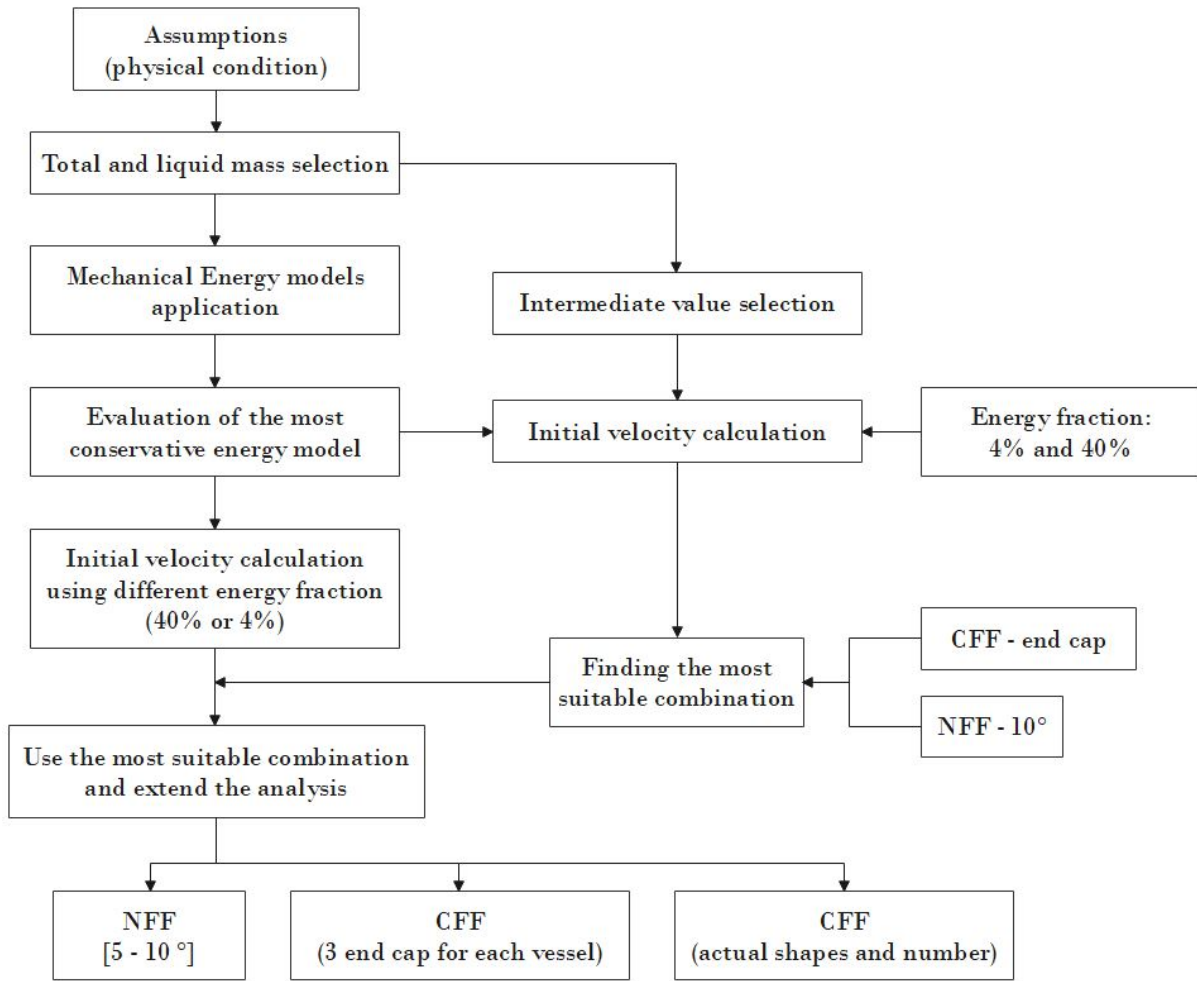 Assumptions
(physical condition)
Total and liquid mass selection
Mechanical Energy models
application
Intermediate value selection
Evaluation of the most
conservative energy model
Initial velocity calculation
Energy fraction:
4% and 40%
Initial velocity calculation
using different energy fraction
(40% or 4%)
CFF - end cap
Finding the most
suitable combination
NFF - 10°
Use the most suitable combination
and extend the analysis
NFF
[5 - 10 °]
CFF
(3 end cap for each vessel)
CFF
(actual shapes and number)